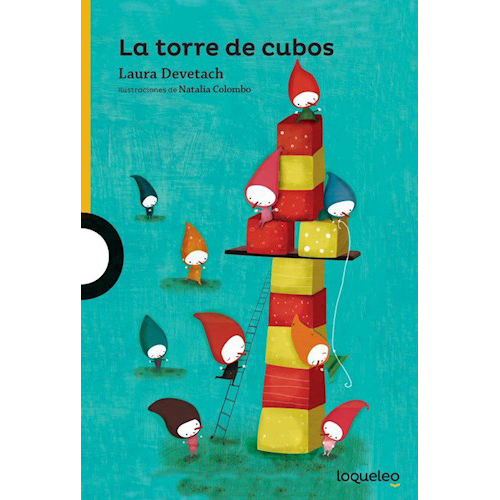 La torre de cubos
Laura Devetach
Ilustraciones de Natalia Colombo
loqueleo